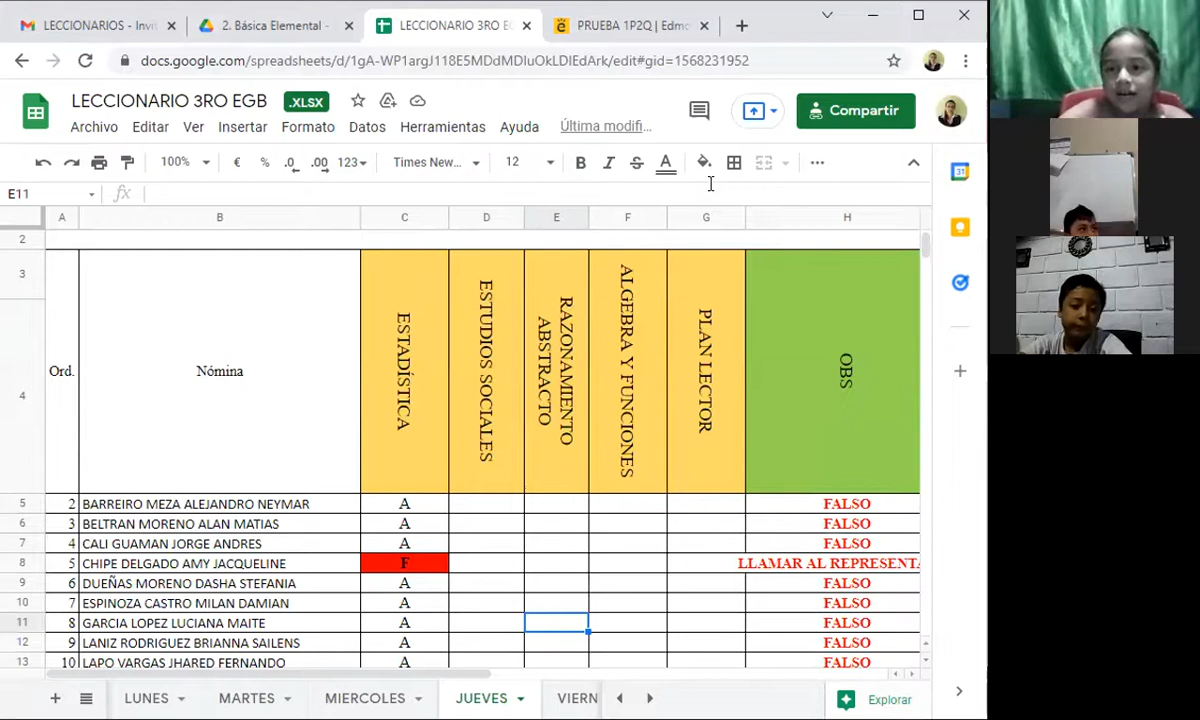 LECCIONARIOS - Invit
2. Básica Elemental -
LECCIONARIO 3RO EGB
PRUEBA 1P2Q | Edmo
docs.google.com/spreadsheets/d/1gA-WP1argJ118E5MDdMDIuOkLDIEdArk/edit#gid=1568231952
LECCIONARIO 3RO EGB .XLSX
Compartir
Archivo Editar Ver Insertar Formato Datos Herramientas Ayuda Última modifi...
100% € % .0 .00 123 Times New... 12 B I S A
E11 fx
A B C D E F G H
2
3
4
Ord. Nómina ESTADÍSTICA ESTUDIOS SOCIALES RAZONAMIENTO ABSTRACTO ALGEBRA Y FUNCIONES PLAN LECTOR OBS
5 2 BARREIRO MEZA ALEJANDRO NEYMAR A FALSO
6 3 BELTRAN MORENO ALAN MATIAS A FALSO
7 4 CALI GUAMAN JORGE ANDRES A FALSO
8 5 CHIPE DELGADO AMY JACQUELINE F LLAMAR AL REPRESENTA
9 6 DUEÑAS MORENO DASHA STEFANIA A FALSO
10 7 ESPINOZA CASTRO MILAN DAMIAN A FALSO
11 8 GARCIA LOPEZ LUCIANA MAITE A FALSO
12 9 LANIZ RODRIGUEZ BRIANNA SAILENS A FALSO
13 10 LAPO VARGAS JHARED FERNANDO A FALSO
LUNES MARTES MIERCOLES JUEVES VIERN Explorar